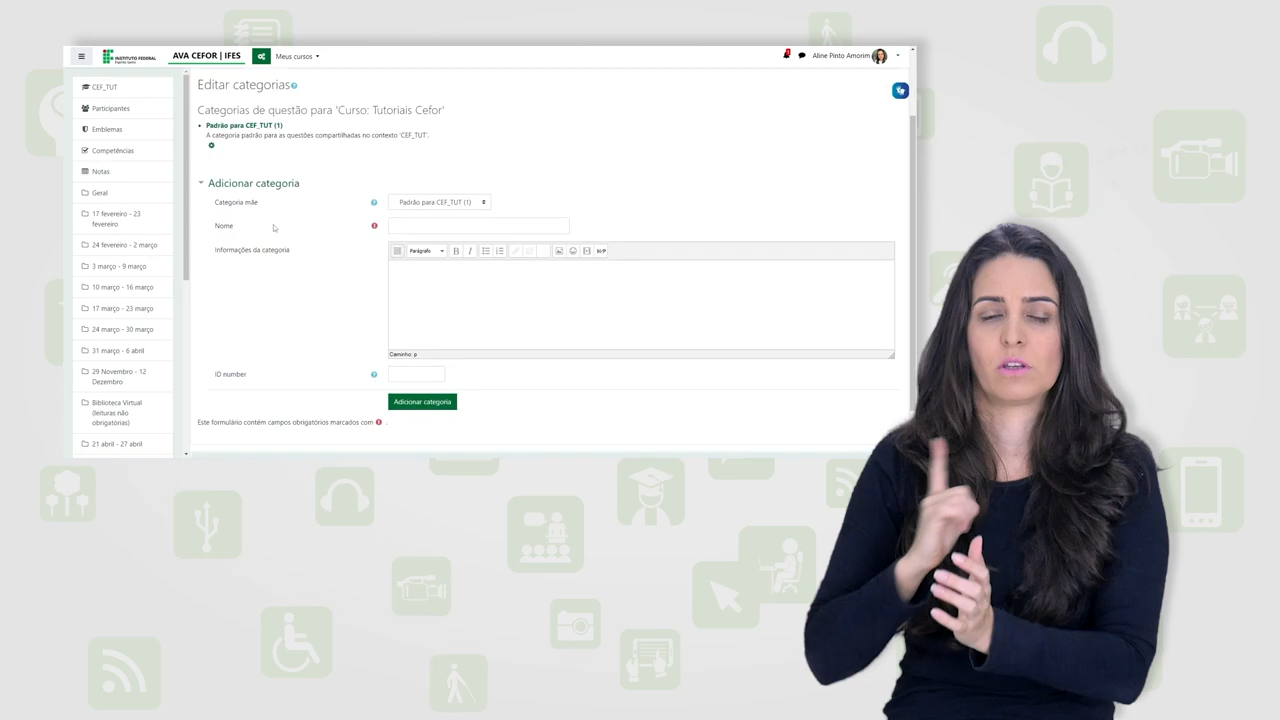 INSTITUTO FEDERAL
Espírito Santo
AVA CEFOR | IFES
Meus cursos
Aline Pinto Amorim
CEF_TUT
Participantes
Emblemas
Competências
Notas
Geral
17 fevereiro - 23
fevereiro
24 fevereiro - 2 março
3 março - 9 março
10 março - 16 março
17 março - 23 março
24 março - 30 março
31 março - 6 abril
29 Novembro - 12
Dezembro
Biblioteca Virtual
(leituras não
obrigatórias)
21 abril - 27 abril
Editar categorias
Categorias de questão para 'Curso: Tutoriais Cefor'
Padrão para CEF_TUT (1)
A categoria padrão para as questões compartilhadas no contexto 'CEF_TUT'.
Adicionar categoria
Categoria mãe
Padrão para CEF_TUT (1)
Nome
Informações da categoria
Parágrafo
B I
H-P
Caminho: p
ID number
Adicionar categoria
Este formulário contém campos obrigatórios marcados com